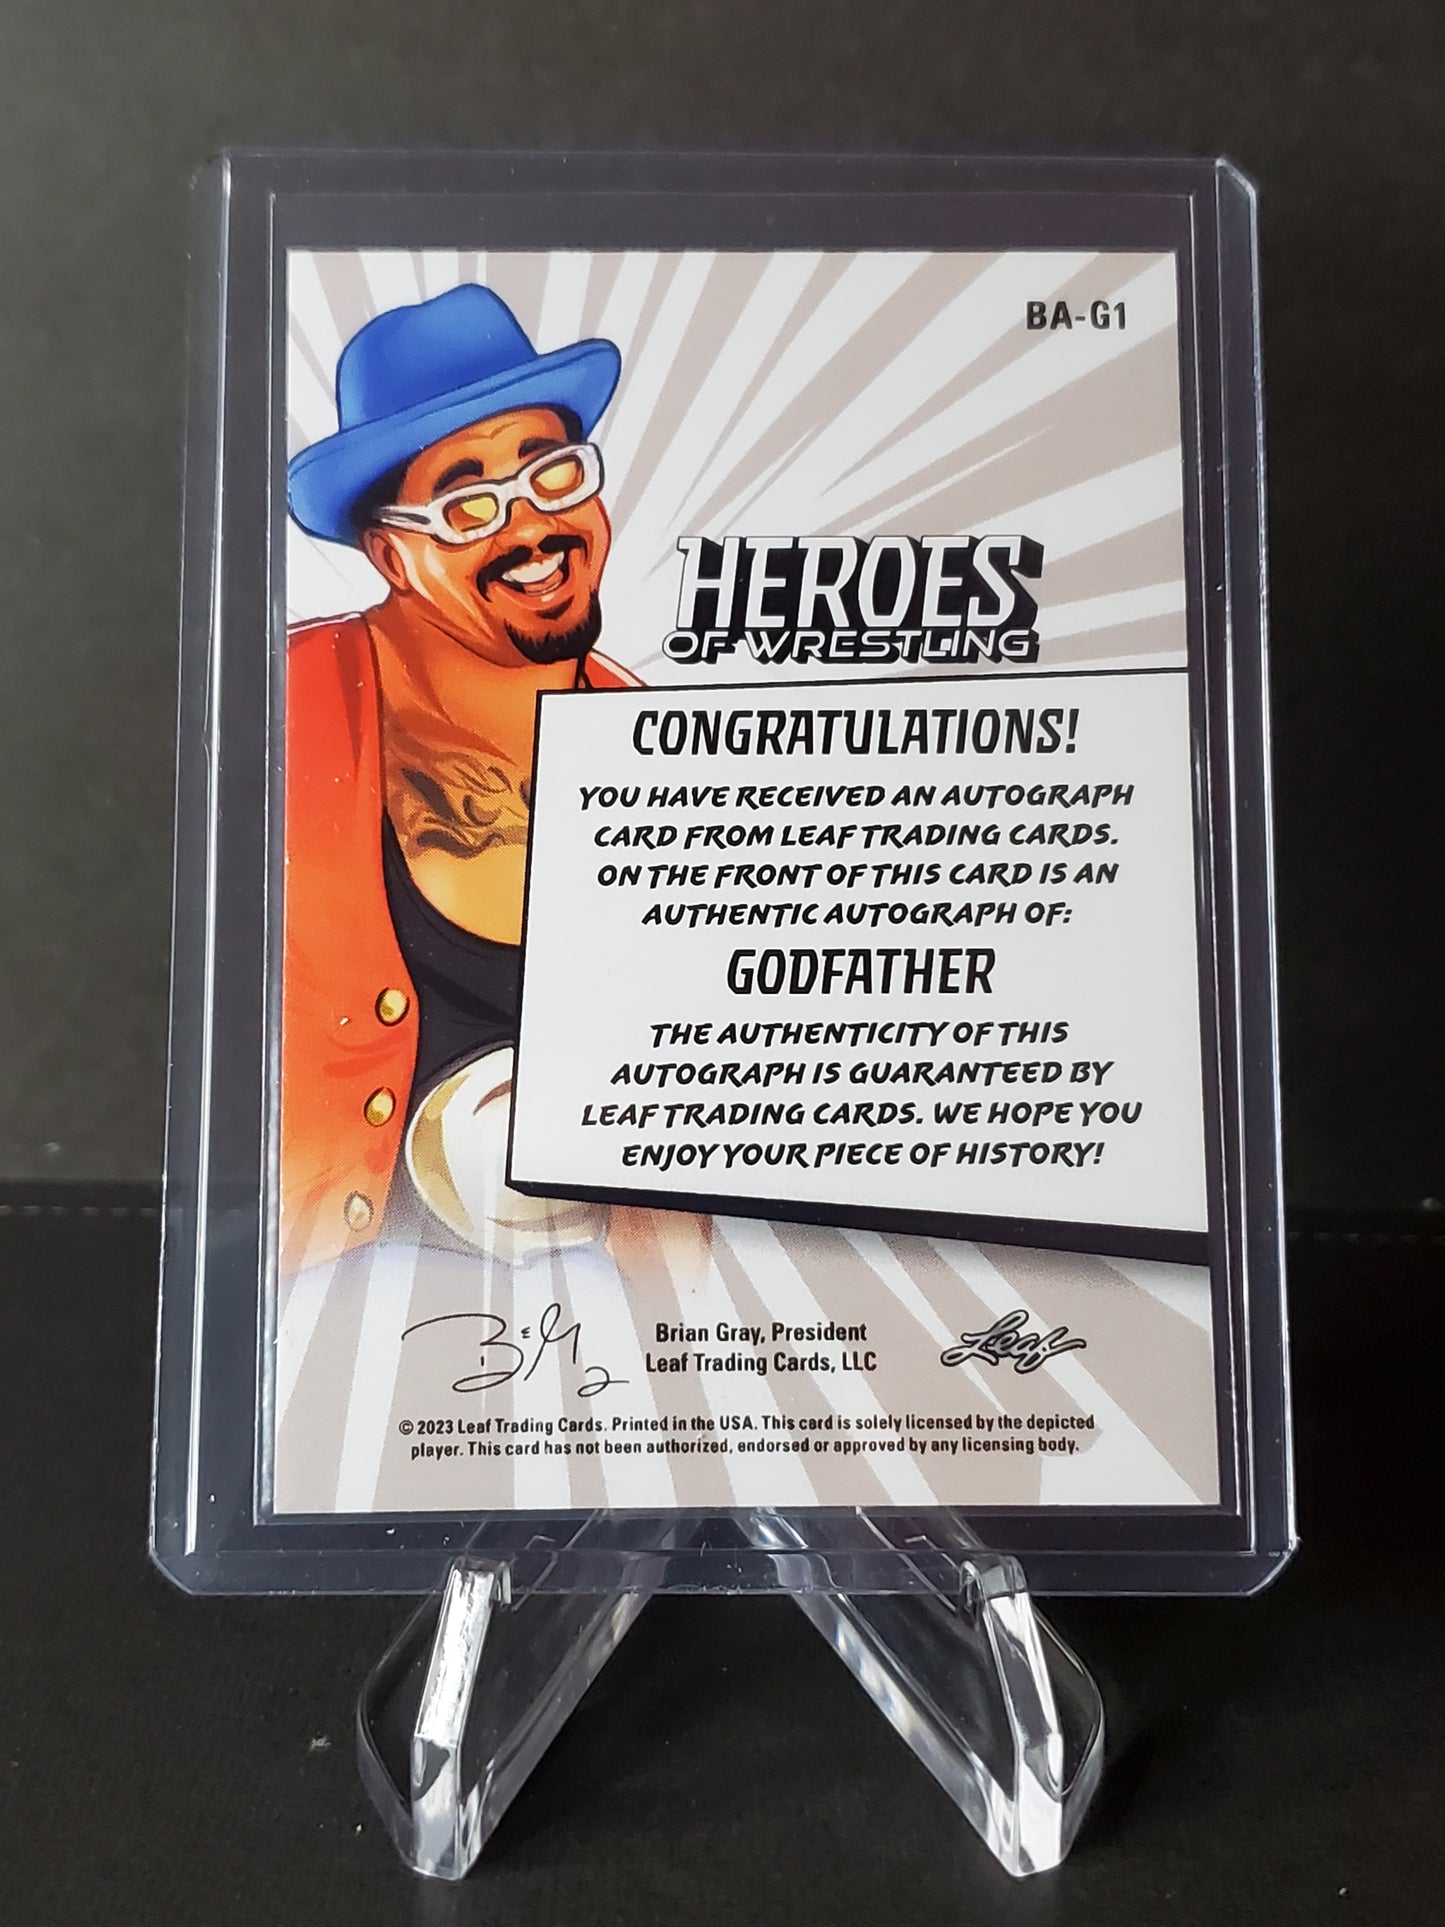 BA-G1
HEROES
OF WRESTLING
CONGRATULATIONS!
YOU HAVE RECEIVED AN AUTOGRAPH
CARD FROM LEAF TRADING CARDS.
ON THE FRONT OF THIS CARD IS AN
AUTHENTIC AUTOGRAPH OF:
GODFATHER
THE AUTHENTICITY OF THIS
AUTOGRAPH IS GUARANTEED BY
LEAF TRADING CARDS. WE HOPE YOU
ENJOY YOUR PIECE OF HISTORY!
Brian Gray, President
Leaf Trading Cards, LLC
Leaf
© 2023 Leaf Trading Cards. Printed in the USA. This card is solely licensed by the depicted
player. This card has not been authorized, endorsed or approved by any licensing body.